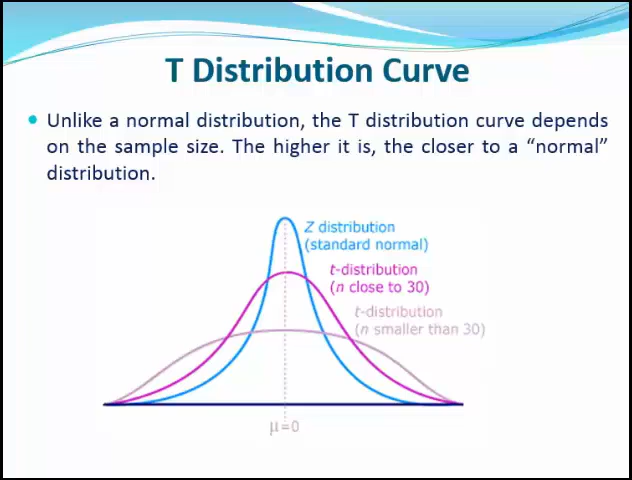 T Distribution Curve
Unlike a normal distribution, the T distribution curve depends
on the sample size. The higher it is, the closer to a “normal”
distribution.
Z distribution
(standard normal)
t-distribution
(n close to 30)
t-distribution
(n smaller than 30)
μ=0